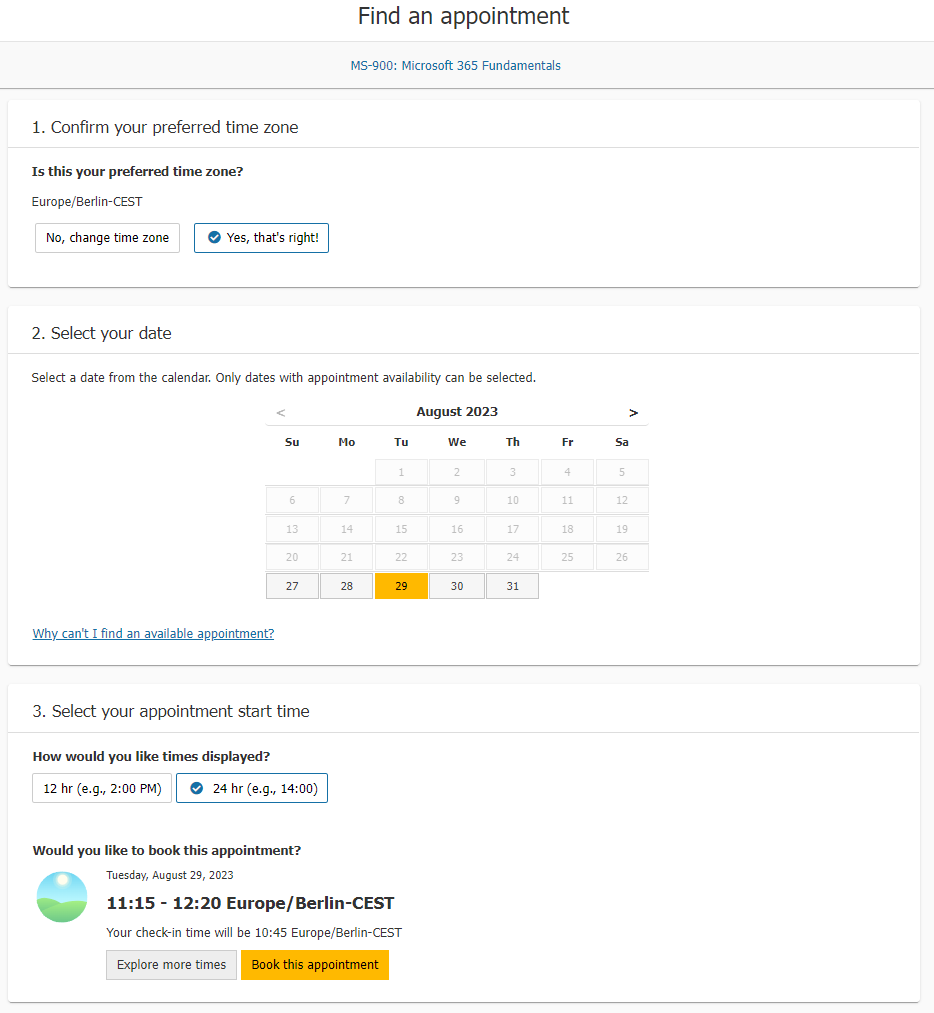 Find an appointment
MS-900: Microsoft 365 Fundamentals
1. Confirm your preferred time zone
Is this your preferred time zone?
Europe/Berlin-CEST
No, change time zone Yes, that's right!
2. Select your date
Select a date from the calendar. Only dates with appointment availability can be selected.
< August 2023 >
Su Mo Tu We Th Fr Sa
1 2 3 4 5
6 7 8 9 10 11 12
13 14 15 16 17 18 19
20 21 22 23 24 25 26
27 28 29 30 31
Why can't I find an available appointment?
3. Select your appointment start time
How would you like times displayed?
12 hr (e.g., 2:00 PM) 24 hr (e.g., 14:00)
Would you like to book this appointment?
Tuesday, August 29, 2023
11:15 - 12:20 Europe/Berlin-CEST
Your check-in time will be 10:45 Europe/Berlin-CEST
Explore more times Book this appointment